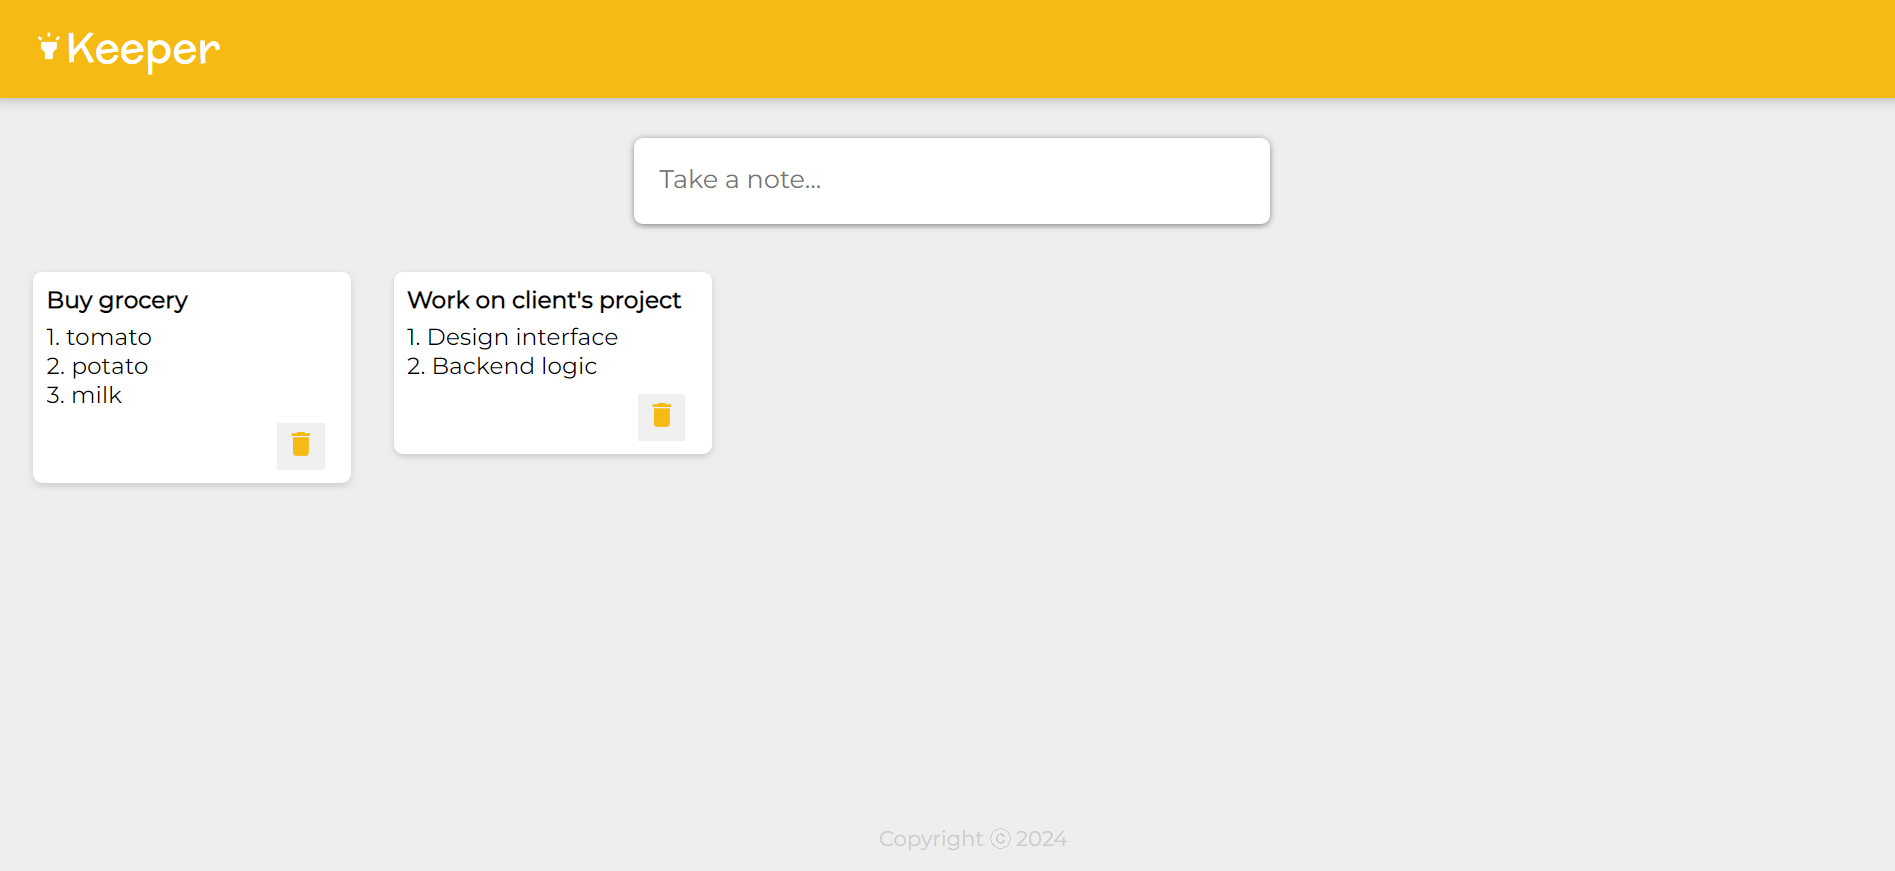 Keeper
Take a note...
Buy grocery
1. tomato
2. potato
3. milk
Work on client's project
1. Design interface
2. Backend logic
Copyright ⓒ 2024